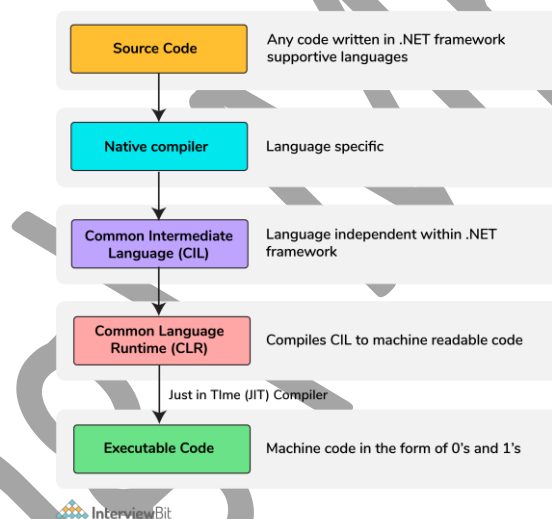 Source Code
Any code written in .NET framework
supportive languages
Native compiler
Language specific
Common Intermediate
Language (CIL)
Language independent within .NET
framework
Common Language
Runtime (CLR)
Compiles CIL to machine readable code
Just in TIme (JIT) Compiler
Executable Code
Machine code in the form of 0's and 1's
InterviewBit